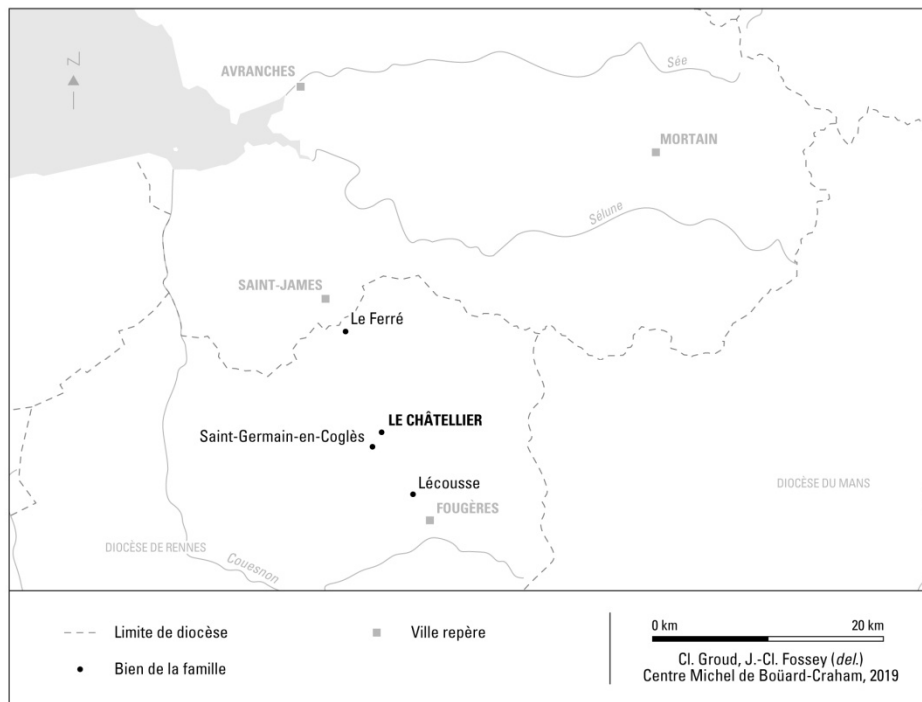 N
AVRANCHES
Sée
MORTAIN
Sélune
SAINT-JAMES
Le Ferré
LE CHÂTELLIER
Saint-Germain-en-Coglès
Lécousse
DIOCÈSE DU MANS
FOUGÈRES
DIOCÈSE DE RENNES
Couesnon
Limite de diocèse
Ville repère
0 km 20 km
Bien de la famille
Cl. Groud, J.-Cl. Fossey (del.)
Centre Michel de Boüard-Craham, 2019